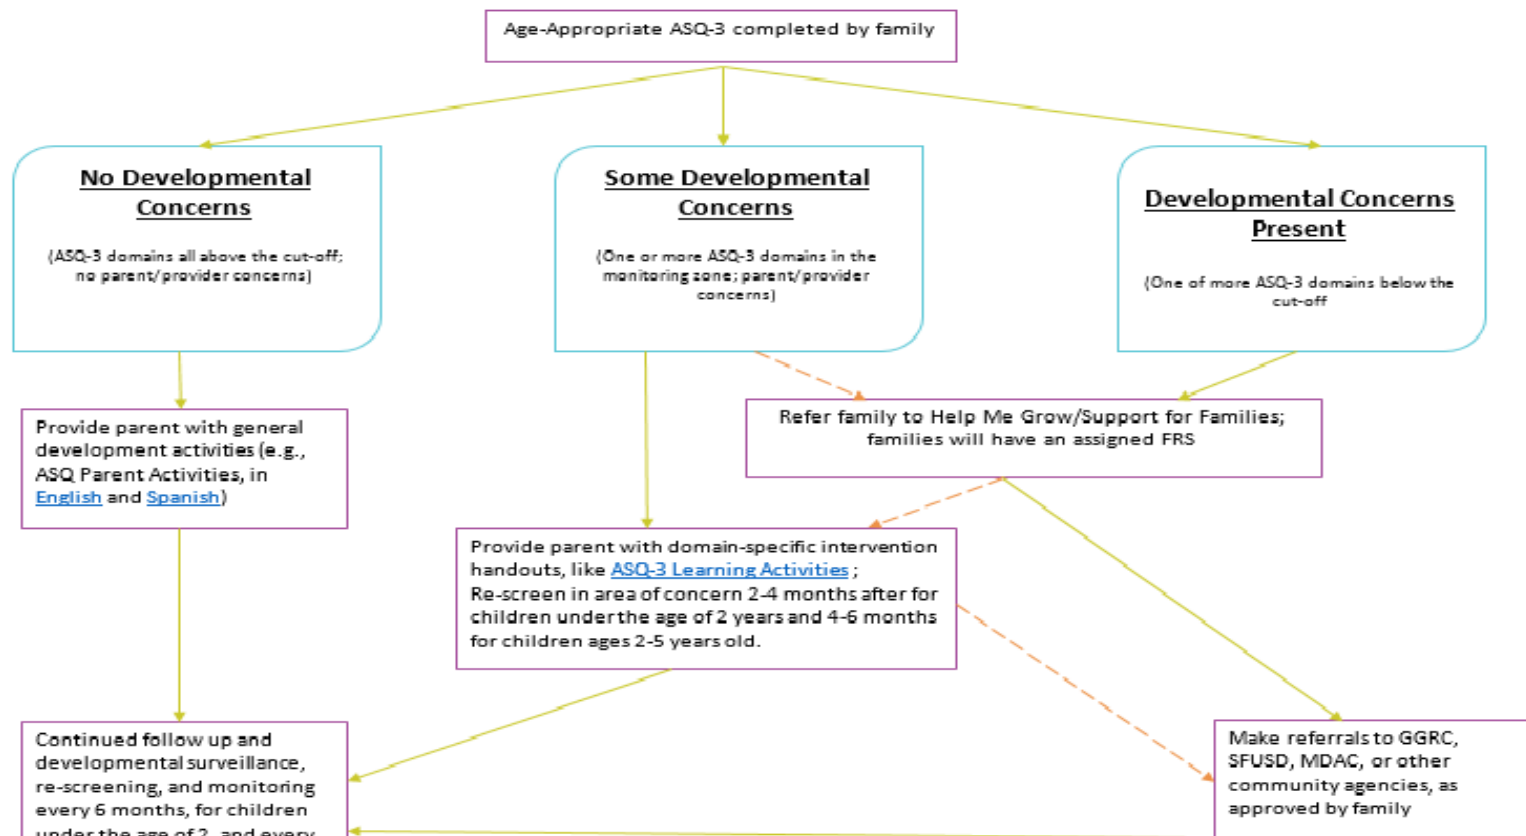 Age-Appropriate ASQ-3 completed by family
No Developmental
Concerns
(ASQ-3 domains all above the cut-off;
no parent/provider concerns)
Some Developmental
Concerns
(One or more ASQ-3 domains in the
monitoring zone; parent/provider
concerns)
Developmental Concerns
Present
(One of more ASQ-3 domains below the
cut-off
Refer family to Help Me Grow/Support for Families;
families will have an assigned FRS
Provide parent with general
development activities (e.g.,
ASQ Parent Activities, in
English and Spanish)
Provide parent with domain-specific intervention
handouts, like ASQ-3 Learning Activities ;
Re-screen in area of concern 2-4 months after for
children under the age of 2 years and 4-6 months
for children ages 2-5 years old.
Continued follow up and
developmental surveillance,
re-screening, and monitoring
every 6 months, for children
under the age of 2, and every
Make referrals to GGRC,
SFUSD, MDAC, or other
community agencies, as
approved by family